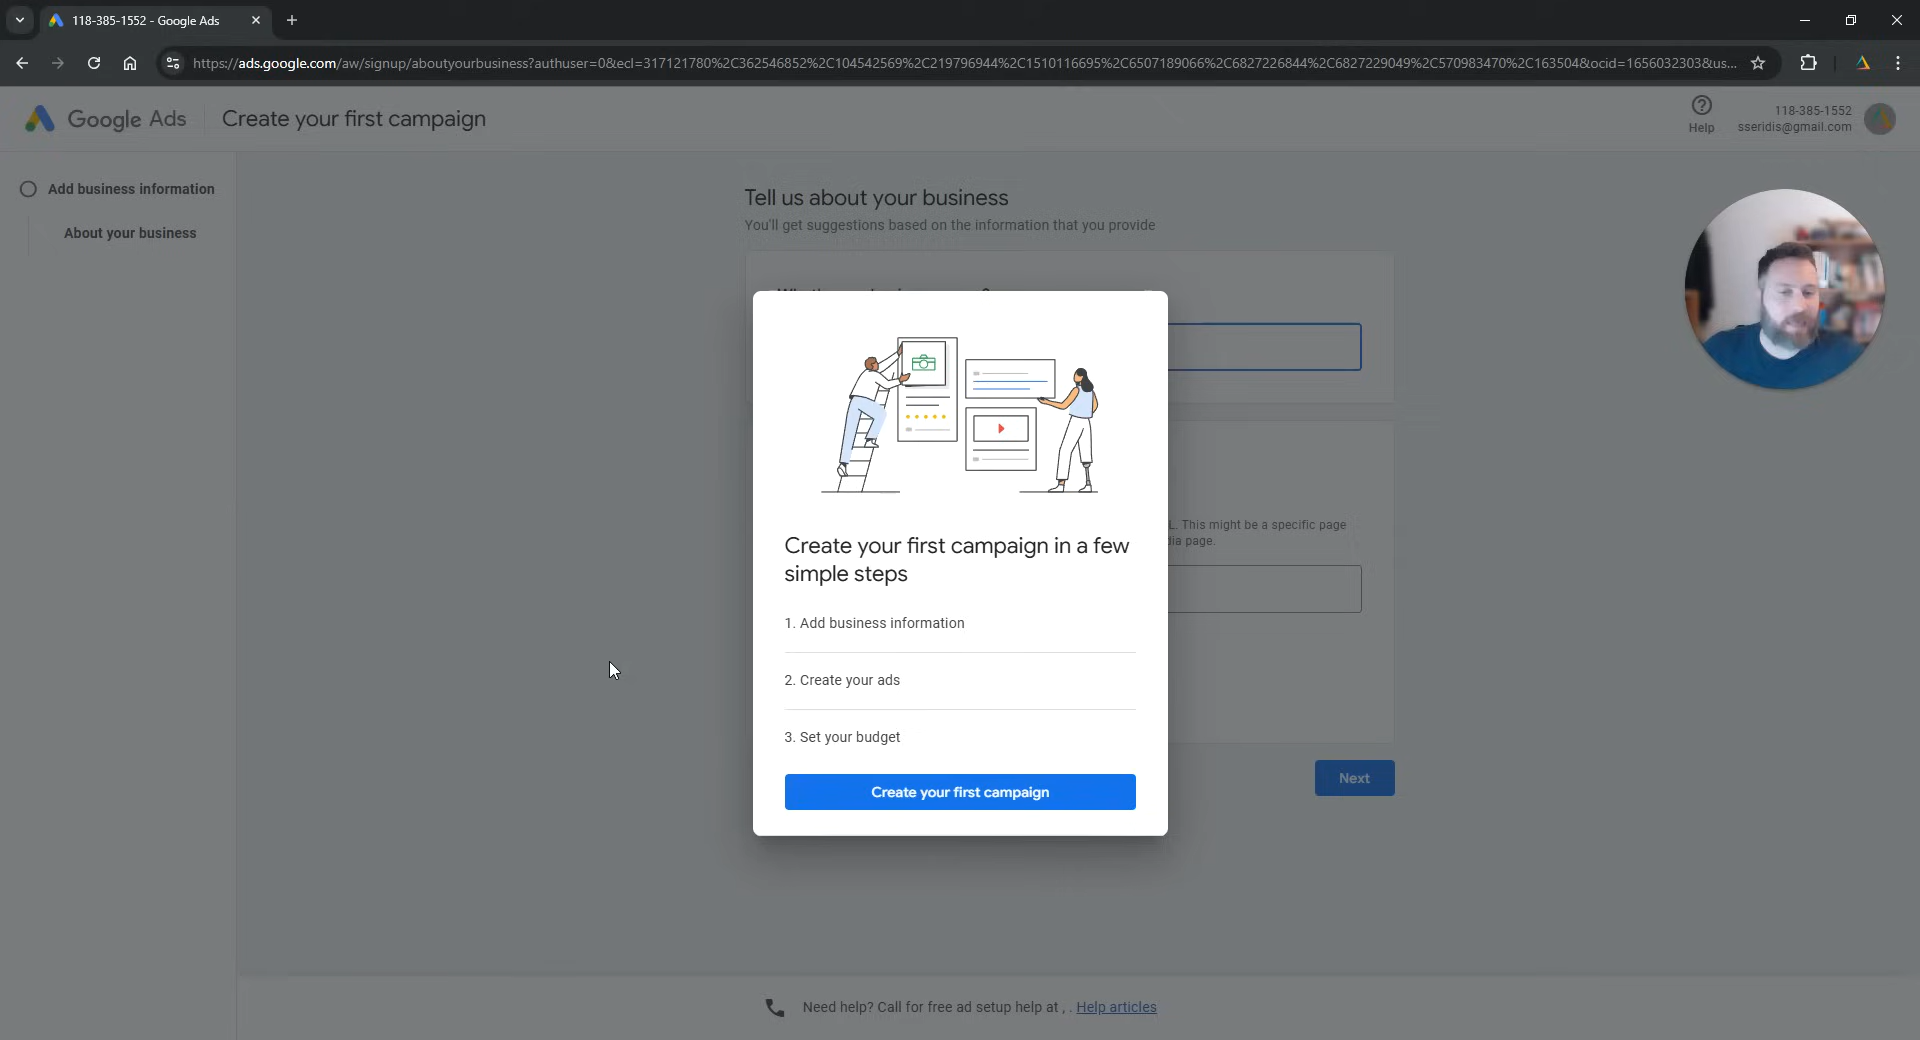 118-385-1552 - Google Ads
https://ads.google.com/aw/signup/aboutyourbusiness?authuser=0&ecl=317121780%2C362546852%2C104542569%2C219796944%2C1510116695%2C6507189066%2C6827226844%2C6827229049%2C570983470%2C163504&ocid=1656032303&us...
Google Ads
Create your first campaign
Help
118-385-1552
sseridis@gmail.com
Add business information
About your business
Tell us about your business
You'll get suggestions based on the information that you provide
This might be a specific page
page.
Create your first campaign in a few
simple steps
1. Add business information
2. Create your ads
3. Set your budget
Create your first campaign
Next
Need help? Call for free ad setup help at , . Help articles